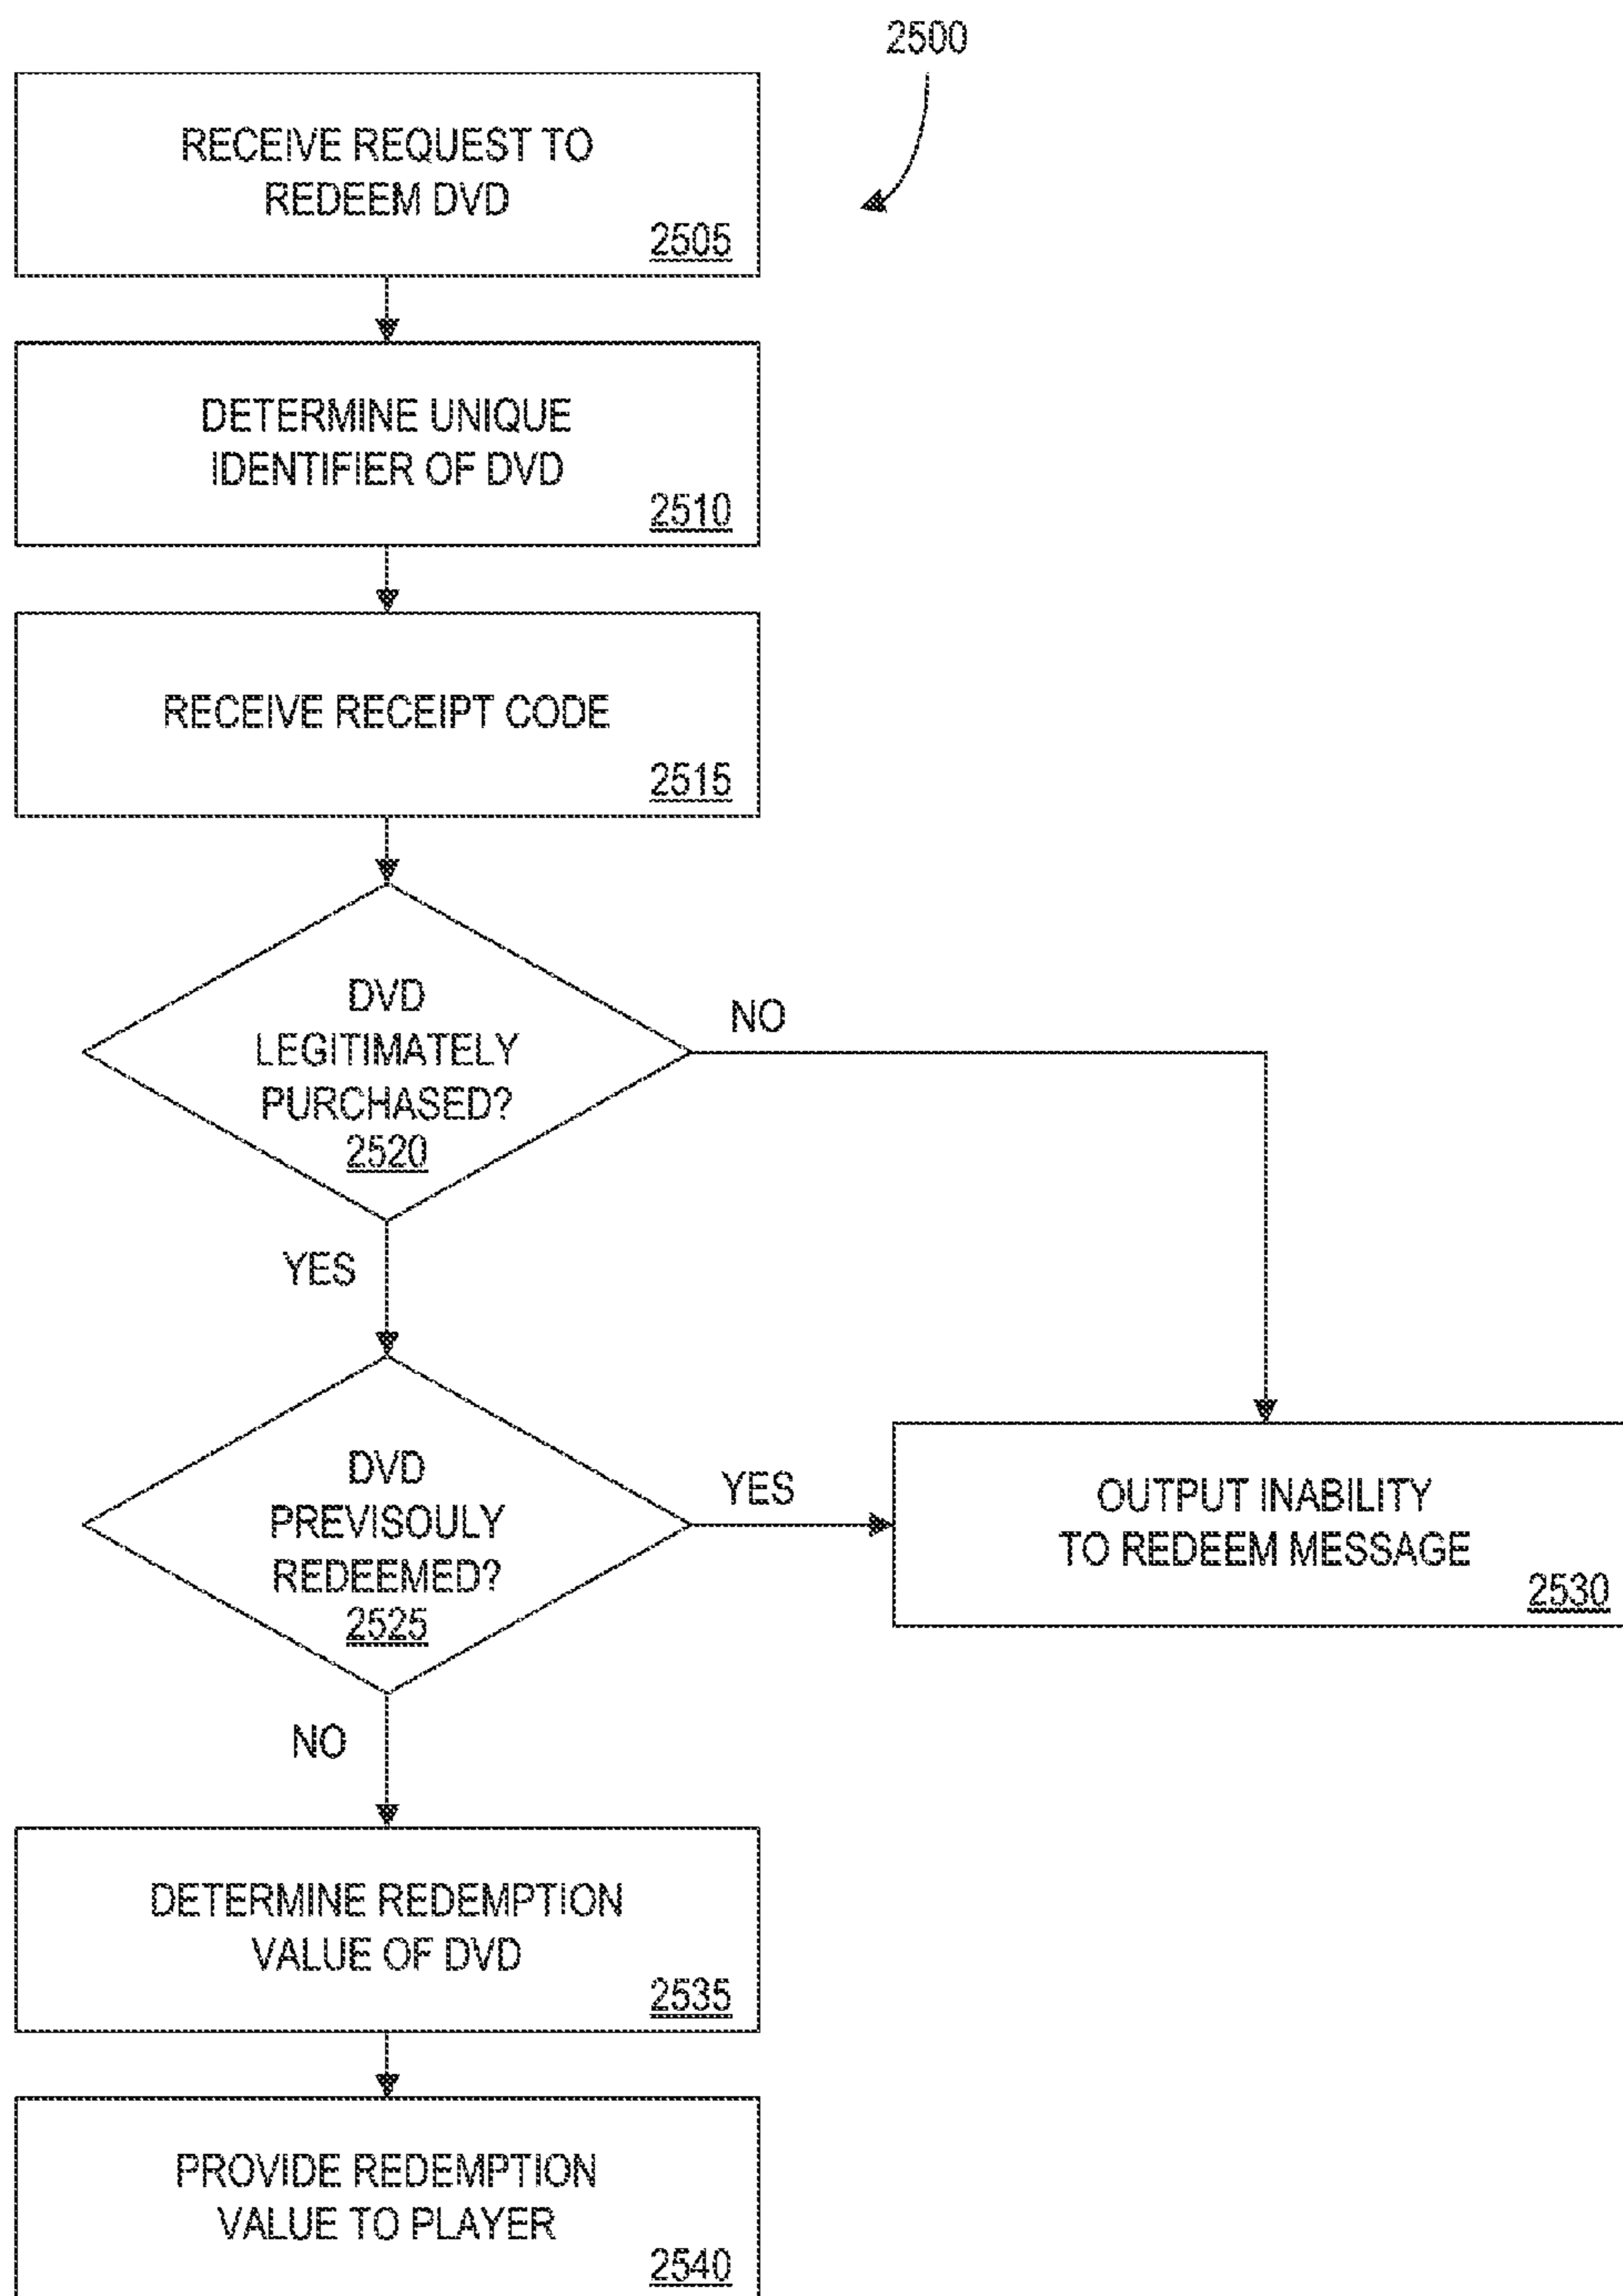 2500
RECEIVE REQUEST TO
REDEEM DVD
2505
DETERMINE UNIQUE
IDENTIFIER OF DVD
2510
RECEIVE RECEIPT CODE
2515
DVD
LEGITIMATELY
PURCHASED?
2520
NO
YES
DVD
PREVISOULY
REDEEMED?
2525
YES
OUTPUT INABILITY
TO REDEEM MESSAGE
2530
NO
DETERMINE REDEMPTION
VALUE OF DVD
2535
PROVIDE REDEMPTION
VALUE TO PLAYER
2540